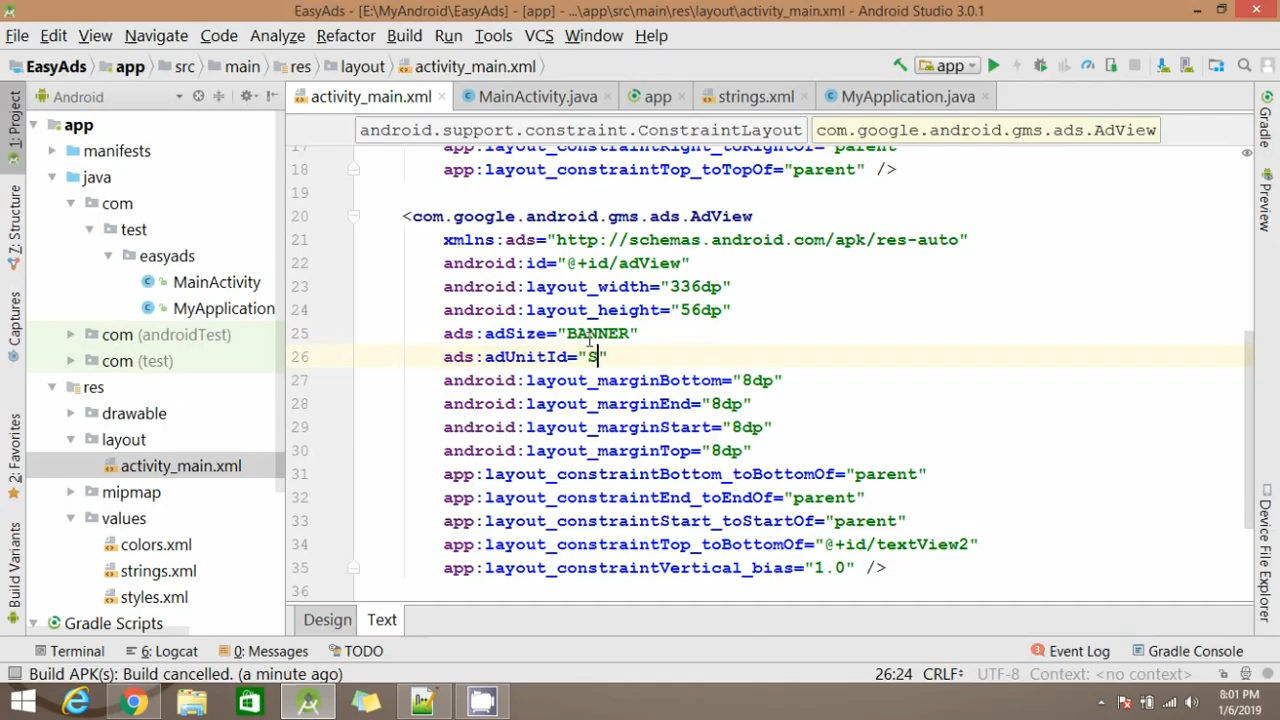 EasyAds - [E:\MyAndroid\EasyAds] - [app] - ...\app\src\main\res\layout\activity_main.xml - Android Studio 3.0.1
File Edit View Navigate Code Analyze Refactor Build Run Tools VCS Window Help
EasyAds app src main res layout activity_main.xml app
Android activity_main.xml MainActivity.java app strings.xml MyApplication.java
android.support.constraint.ConstraintLayout com.google.android.gms.ads.AdView
1: Project
7: Structure
Captures
2: Favorites
Build Variants
app
manifests
java
com
test
easyads
MainActivity
MyApplication
com (androidTest)
com (test)
res
drawable
layout
activity_main.xml
mipmap
values
colors.xml
strings.xml
styles.xml
Gradle Scripts
17 app:layout_constraintRight_toRightOf="parent"
18 app:layout_constraintTop_toTopOf="parent" />
19
20 <com.google.android.gms.ads.AdView
21 xmlns:ads="http://schemas.android.com/apk/res-auto"
22 android:id="@+id/adView"
23 android:layout_width="336dp"
24 android:layout_height="56dp"
25 ads:adSize="BANNER"
26 ads:adUnitId="S"
27 android:layout_marginBottom="8dp"
28 android:layout_marginEnd="8dp"
29 android:layout_marginStart="8dp"
30 android:layout_marginTop="8dp"
31 app:layout_constraintBottom_toBottomOf="parent"
32 app:layout_constraintEnd_toEndOf="parent"
33 app:layout_constraintStart_toStartOf="parent"
34 app:layout_constraintTop_toBottomOf="@+id/textView2"
35 app:layout_constraintVertical_bias="1.0" />
36
Gradle
Preview
Device File Explorer
Design Text
Terminal 6: Logcat 0: Messages TODO Event Log Gradle Console
Build APK(s): Build cancelled. (a minute ago) 26:24 CRLF UTF-8 Context: <no context>
8:01 PM
1/6/2019